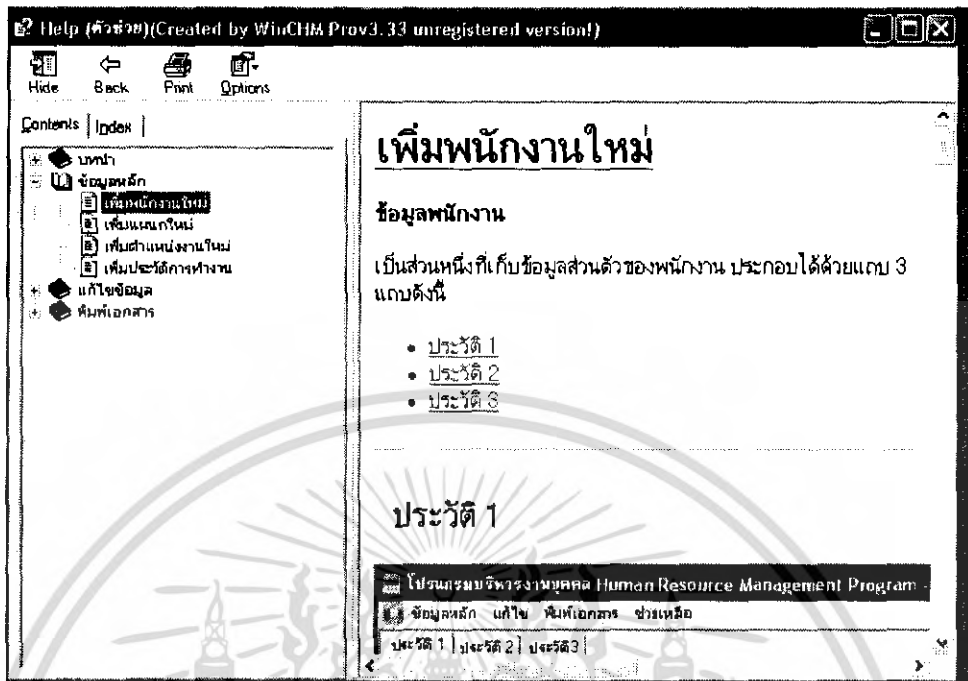 Help (ตัวช่วย)(Created by WinCHM Prov3.33 unregistered version!)
Hide Back Print Options
Contents Index
บทนำ
ข้อมูลหลัก
เพิ่มพนักงานใหม่
เพิ่มแผนกใหม่
เพิ่มตำแหน่งงานใหม่
เพิ่มประวัติการทำงาน
แก้ไขข้อมูล
พิมพ์เอกสาร
เพิ่มพนักงานใหม่
ข้อมูลพนักงาน
เป็นส่วนหนึ่งที่เก็บข้อมูลส่วนตัวของพนักงาน ประกอบได้ด้วยแถบ 3
แถบดังนี้
ประวัติ 1
ประวัติ 2
ประวัติ 3
ประวัติ 1
โปรแกรมบริหารงานบุคคล Human Resource Management Program -
ข้อมูลหลัก แก้ไข พิมพ์เอกสาร ช่วยเหลือ
ประวัติ 1 ประวัติ 2 ประวัติ3